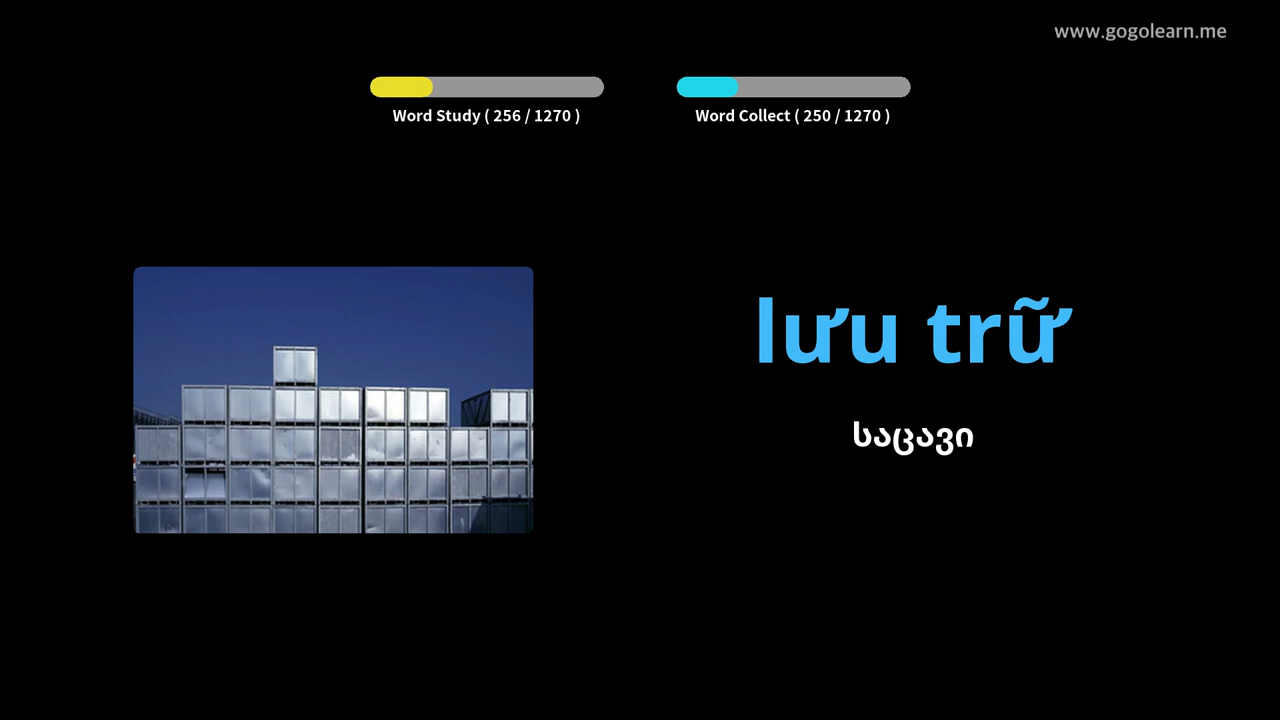 www.gogolearn.me
Word Study ( 256 / 1270 )
Word Collect ( 250 / 1270 )
lưu trữ
საცავი